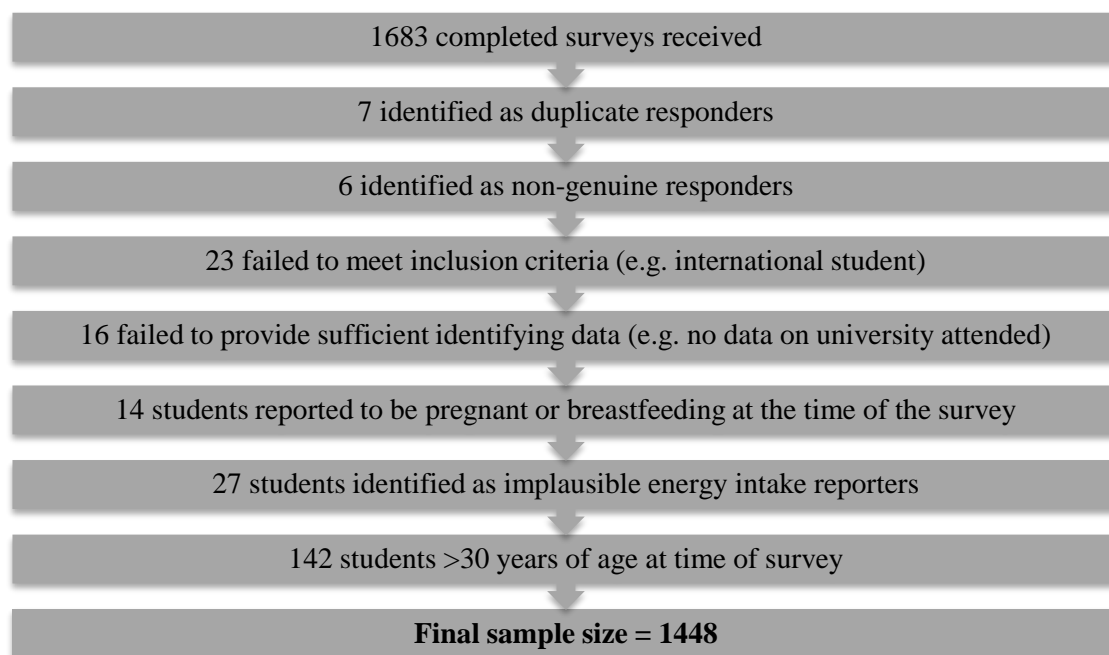 1683 completed surveys received
7 identified as duplicate responders
6 identified as non-genuine responders
23 failed to meet inclusion criteria (e.g. international student)
16 failed to provide sufficient identifying data (e.g. no data on university attended)
14 students reported to be pregnant or breastfeeding at the time of the survey
27 students identified as implausible energy intake reporters
142 students >30 years of age at time of survey
Final sample size = 1448